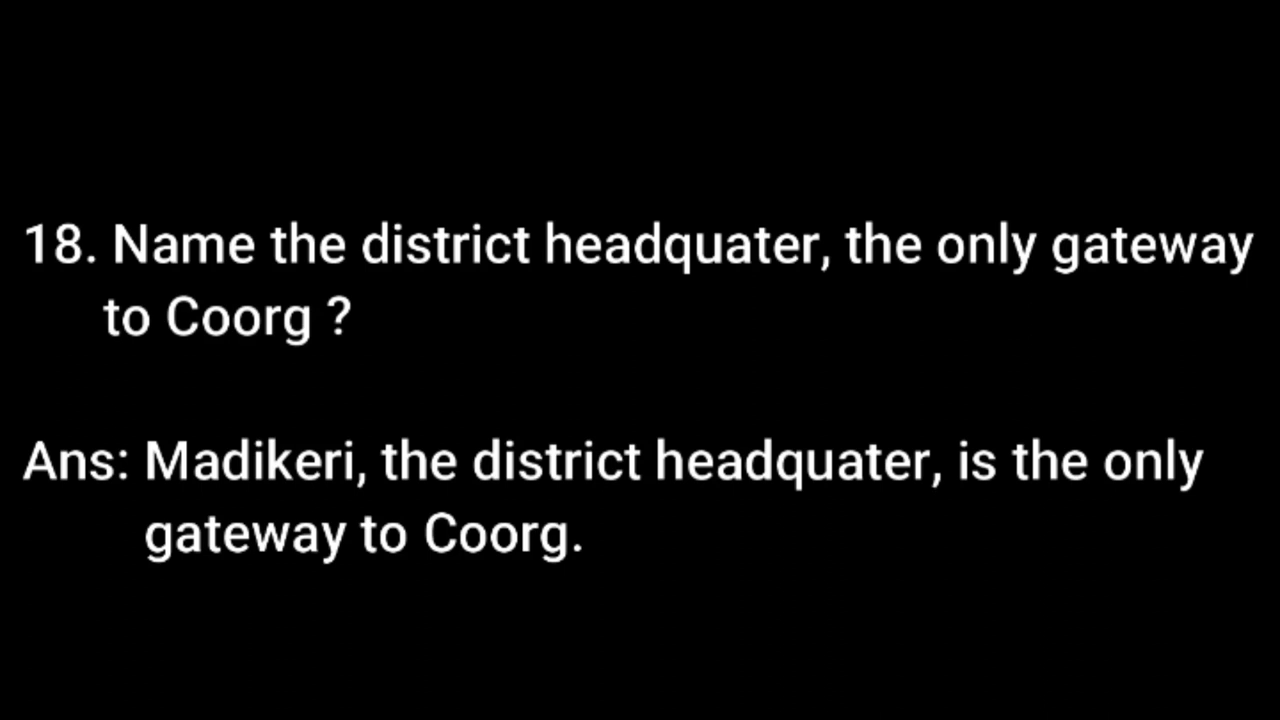 18. Name the district headquater, the only gateway
to Coorg ?
Ans: Madikeri, the district headquater, is the only
gateway to Coorg.